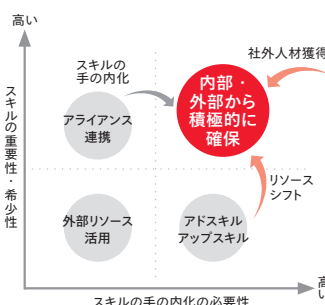 高い
スキルの重要性・希少性
スキルの
手の内化
アライアンス
連携
内部・
外部から
積極的に
確保
社外人材獲得
リソース
シフト
外部リソース
活用
アドスキル
アップスキル
スキルの手の内化の必要性
高い